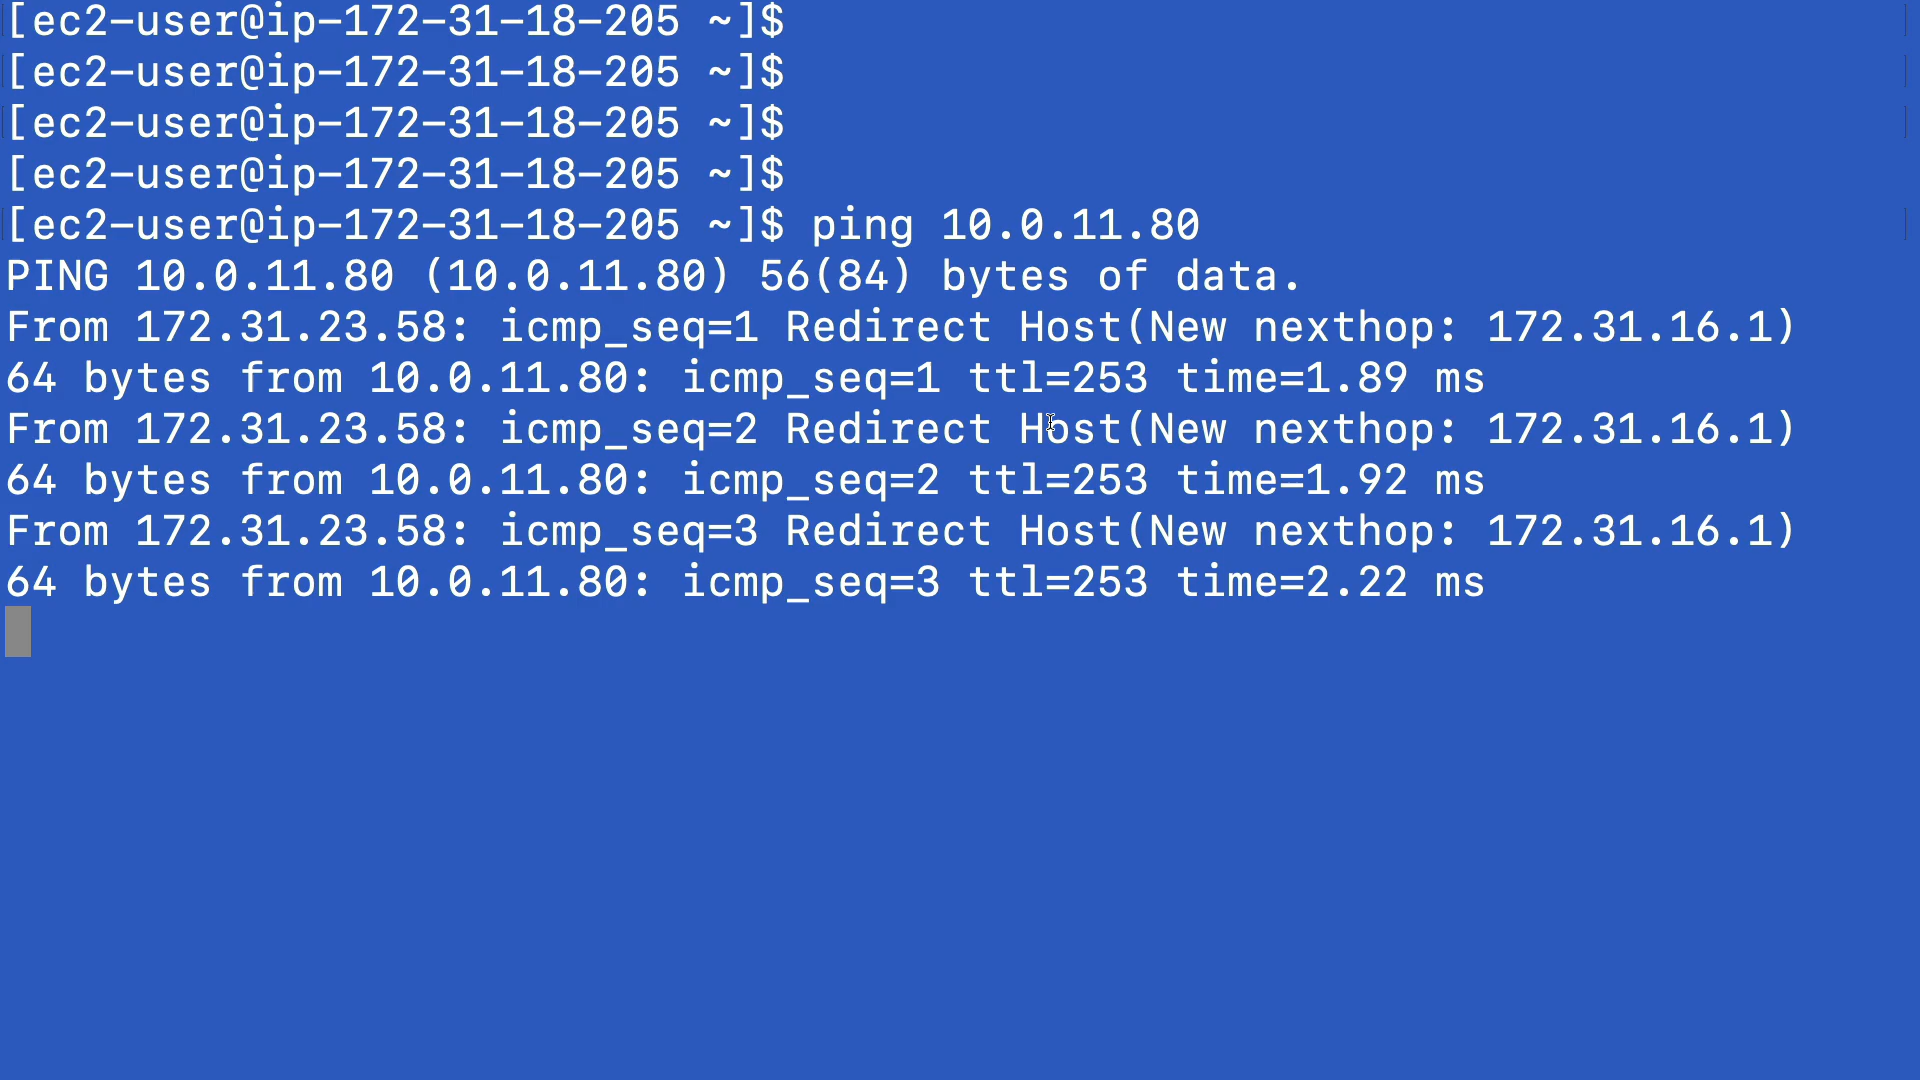 [ec2-user@ip-172-31-18-205 ~]$
[ec2-user@ip-172-31-18-205 ~]$
[ec2-user@ip-172-31-18-205 ~]$
[ec2-user@ip-172-31-18-205 ~]$
[ec2-user@ip-172-31-18-205 ~]$ ping 10.0.11.80
PING 10.0.11.80 (10.0.11.80) 56(84) bytes of data.
From 172.31.23.58: icmp_seq=1 Redirect Host(New nexthop: 172.31.16.1)
64 bytes from 10.0.11.80: icmp_seq=1 ttl=253 time=1.89 ms
From 172.31.23.58: icmp_seq=2 Redirect Host(New nexthop: 172.31.16.1)
64 bytes from 10.0.11.80: icmp_seq=2 ttl=253 time=1.92 ms
From 172.31.23.58: icmp_seq=3 Redirect Host(New nexthop: 172.31.16.1)
64 bytes from 10.0.11.80: icmp_seq=3 ttl=253 time=2.22 ms